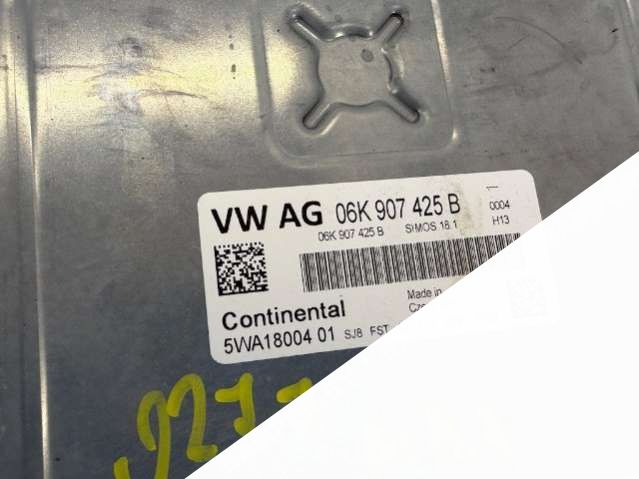 VW AG 06K 907 425 B
06K 907 425 B SIMOS 18.1 0004
H13
Continental Made in
5WA18004 01 SJ8 FST